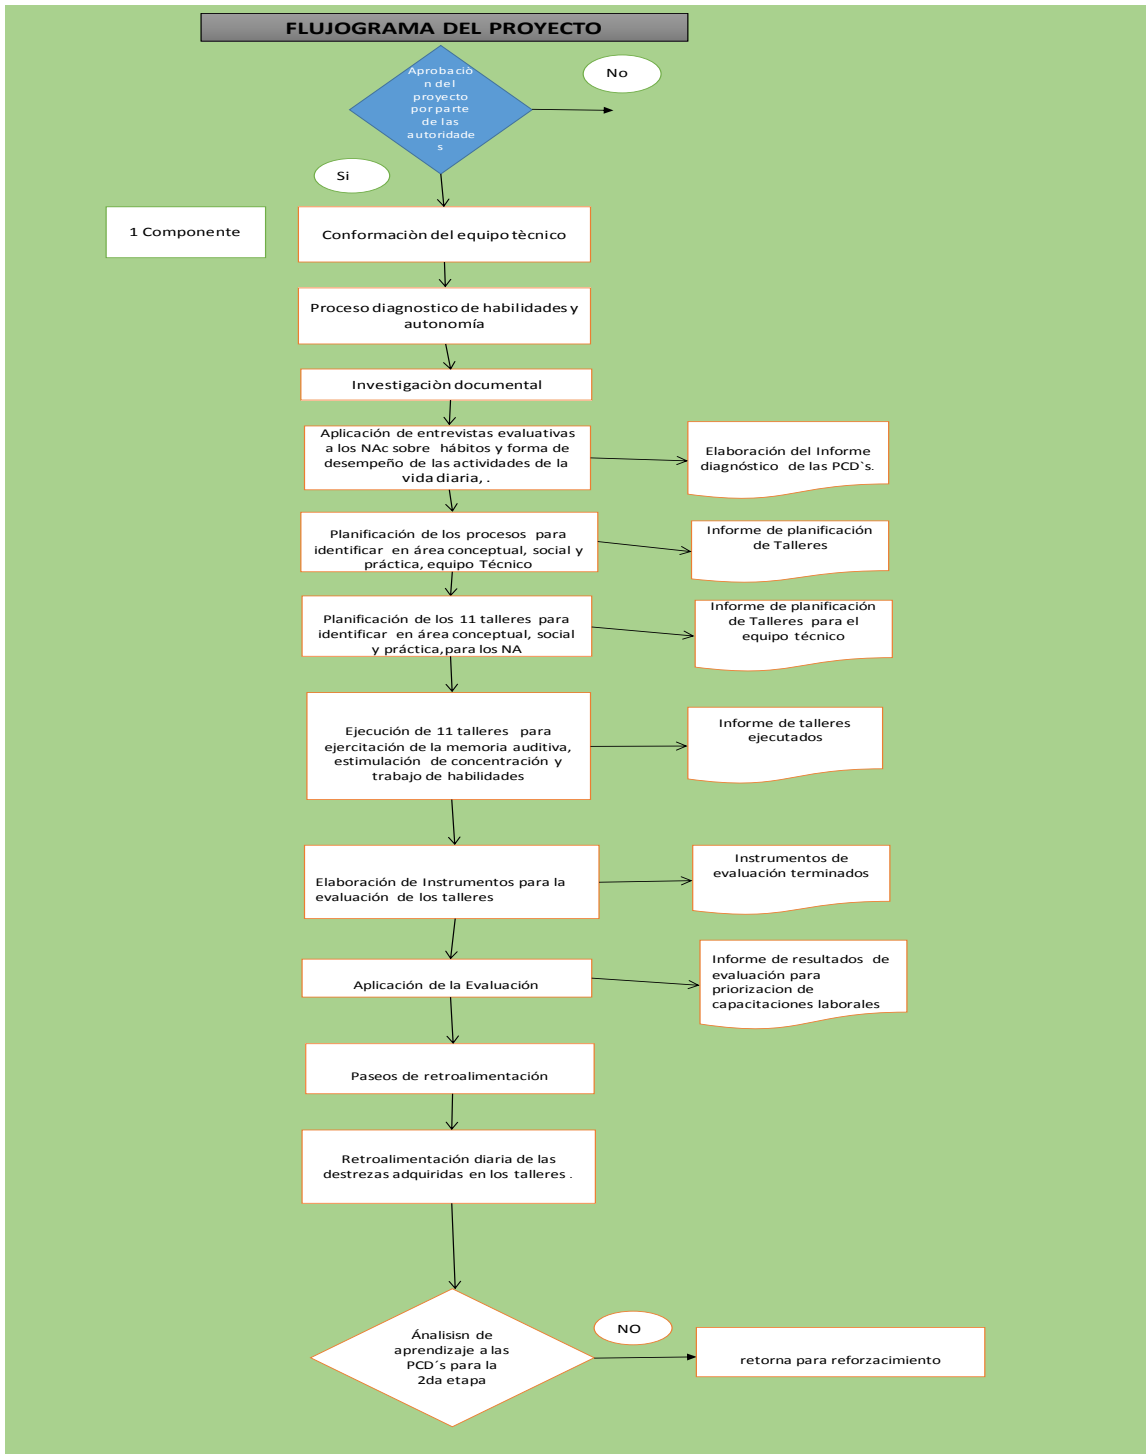 FLUJOGRAMA DEL PROYECTO
Aprobaciò
n del
proyecto
por parte
de las
autoridade
s
No
Si
1 Componente
Conformaciòn del equipo tècnico
Proceso diagnostico de habilidades y
autonomía
Investigaciòn documental
Aplicación de entrevistas evaluativas
a los NAc sobre hábitos y forma de
desempeño de las actividades de la
vida diaria, .
Elaboración del Informe
diagnóstico de las PCD`s.
Planificación de los procesos para
identificar en área conceptual, social y
práctica, equipo Técnico
Informe de planificación
de Talleres
Planificación de los 11 talleres para
identificar en área conceptual, social
y práctica,para los NA
Informe de planificación
de Talleres para el
equipo técnico
Ejecución de 11 talleres para
ejercitación de la memoria auditiva,
estimulación de concentración y
trabajo de habilidades
Informe de talleres
ejecutados
Elaboración de Instrumentos para la
evaluación de los talleres
Instrumentos de
evaluación terminados
Aplicación de la Evaluación
Informe de resultados de
evaluación para
priorizacion de
capacitaciones laborales
Paseos de retroalimentación
Retroalimentación diaria de las
destrezas adquiridas en los talleres .
Ánalisisn de
aprendizaje a las
PCD´s para la
2da etapa
NO
retorna para reforzacimiento